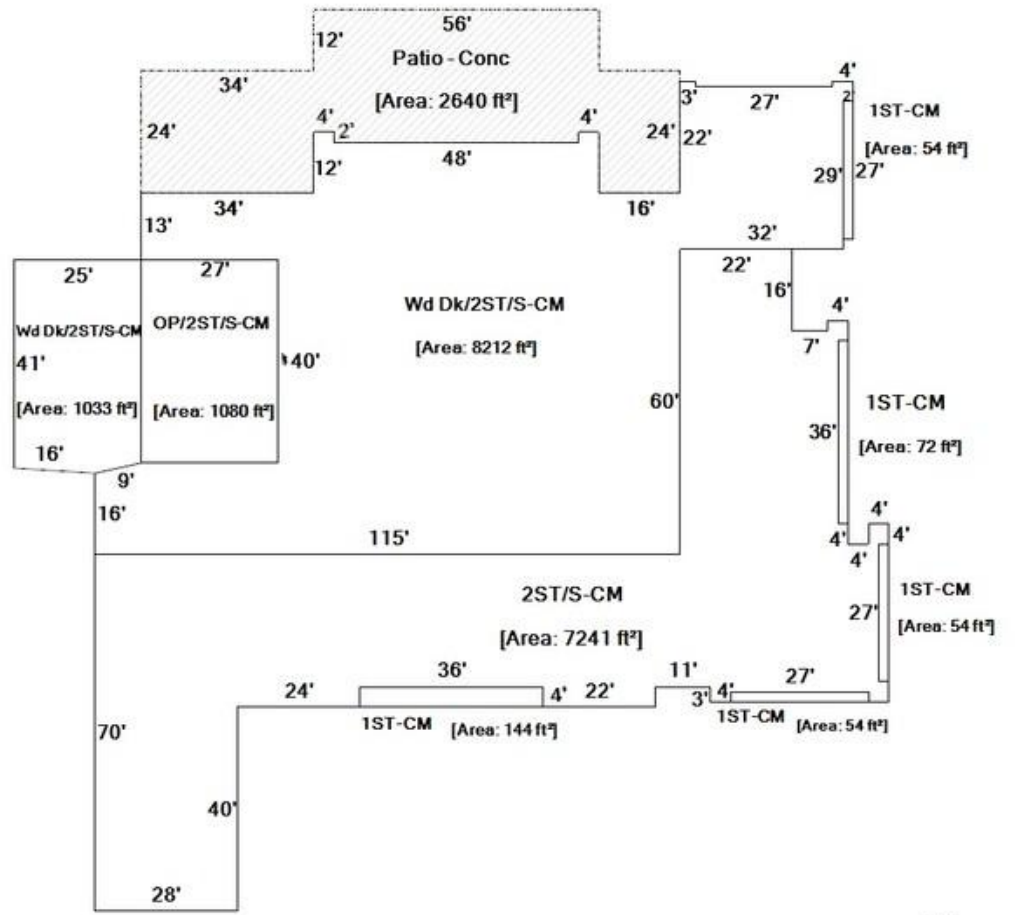 56'
12'
Patio - Conc
34'
[Area: 2640 ft²]
4'
3'
27'
2'
1ST-CM
24'
4'
2'
4'
24'
22'
[Area: 54 ft²]
48'
12'
29'
27'
34'
16'
13'
32'
25'
27'
22'
16'
Wd Dk/2ST/S-CM
4'
Wd Dk/2ST/S-CM
OP/2ST/S-CM
[Area: 8212 ft²]
7'
41'
40'
60'
1ST-CM
[Area: 1033 ft²]
[Area: 1080 ft²]
36'
[Area: 72 ft²]
16'
9'
16'
4'
115'
4'
4'
4'
2ST/S-CM
1ST-CM
27'
[Area: 54 ft²]
[Area: 7241 ft²]
36'
11'
27'
24'
4'
22'
3'
4'
1ST-CM
[Area: 144 ft²]
1ST-CM
[Area: 54 ft²]
70'
40'
28'